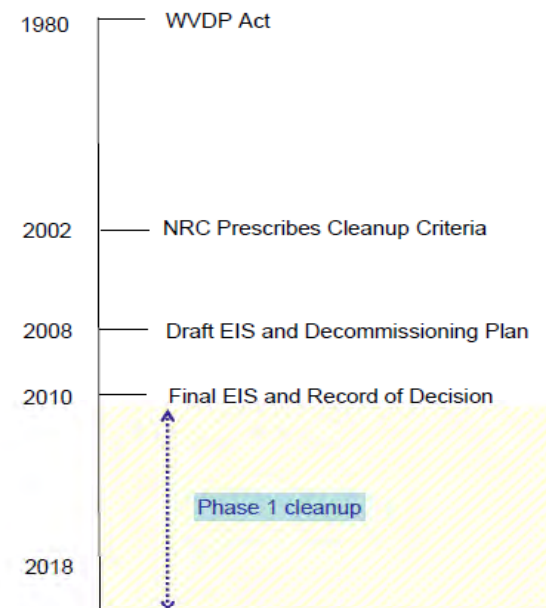 1980 WVDP Act
2002 NRC Prescribes Cleanup Criteria
2008 Draft EIS and Decommissioning Plan
2010 Final EIS and Record of Decision
Phase 1 cleanup
2018